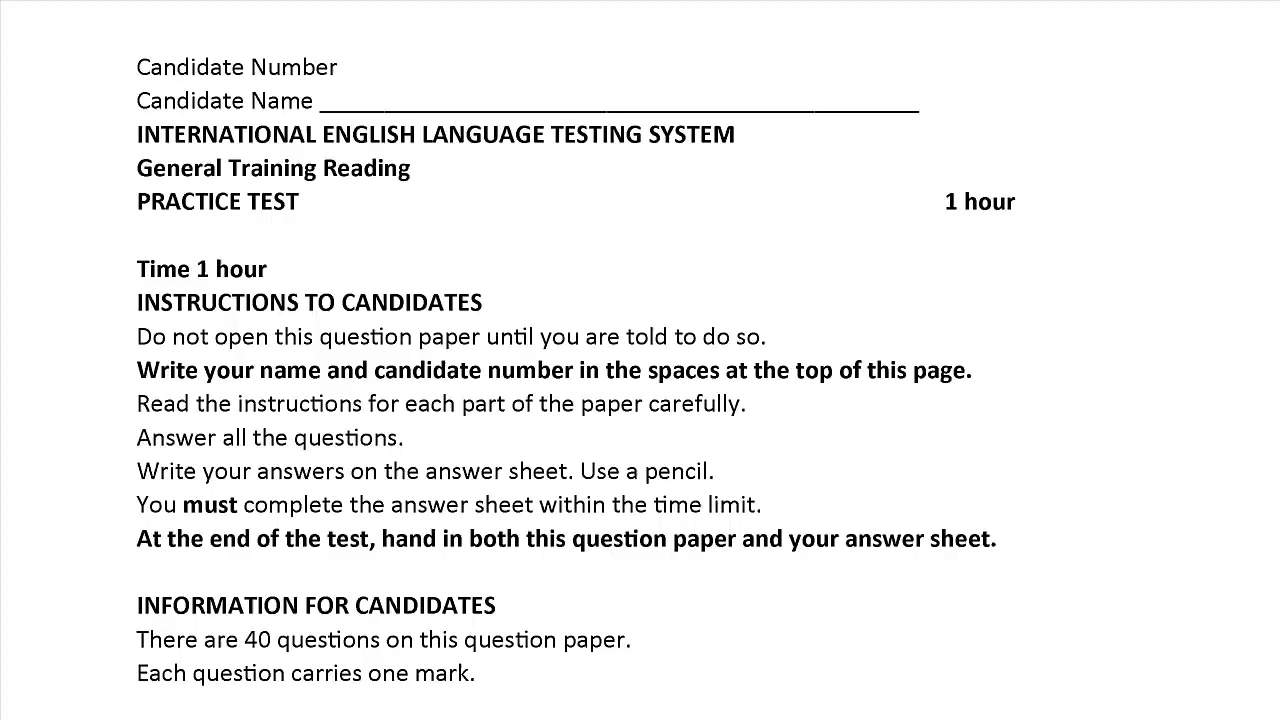 Candidate Number
Candidate Name ______________________________________________
INTERNATIONAL ENGLISH LANGUAGE TESTING SYSTEM
General Training Reading
PRACTICE TEST 1 hour
Time 1 hour
INSTRUCTIONS TO CANDIDATES
Do not open this question paper until you are told to do so.
Write your name and candidate number in the spaces at the top of this page.
Read the instructions for each part of the paper carefully.
Answer all the questions.
Write your answers on the answer sheet. Use a pencil.
You must complete the answer sheet within the time limit.
At the end of the test, hand in both this question paper and your answer sheet.
INFORMATION FOR CANDIDATES
There are 40 questions on this question paper.
Each question carries one mark.